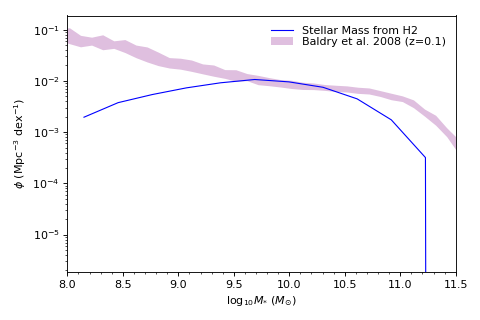 Stellar Mass from H2
Baldry et al. 2008 (z=0.1)
ϕ (Mpc⁻³ dex⁻¹)
10⁻¹
10⁻²
10⁻³
10⁻⁴
10⁻⁵
8.0 8.5 9.0 9.5 10.0 10.5 11.0 11.5
log₁₀M* (M☉)